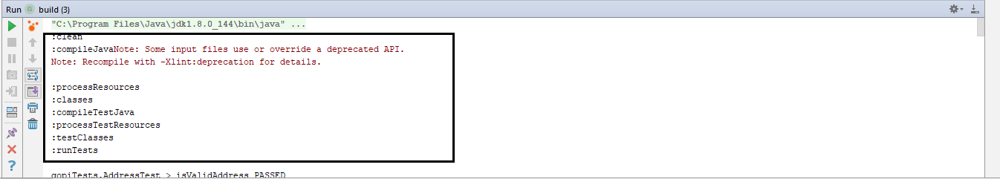 Run G build (3)
"C:\Program Files\Java\jdk1.8.0_144\bin\java" ...
:clean
:compileJavaNote: Some input files use or override a deprecated API.
Note: Recompile with -Xlint:deprecation for details.
:processResources
:classes
:compileTestJava
:processTestResources
:testClasses
:runTests
gopiTests.AddressTest > isValidAddress PASSED